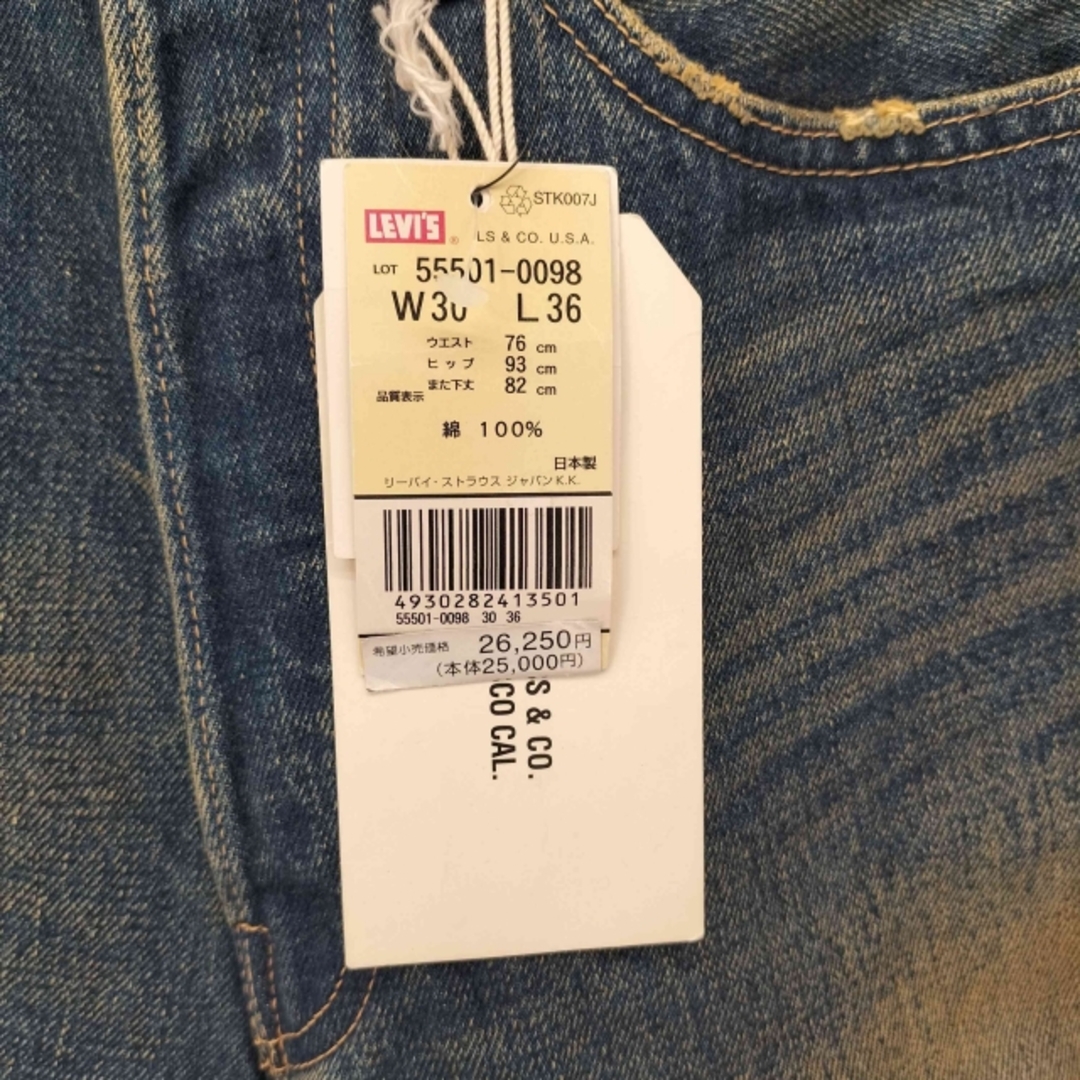 STK007J
LEVI'S ® LS & CO. U.S.A.
LOT 55501-0098
W30 L36
ウエスト 76 cm
ヒップ 93 cm
また下丈 82 cm
品質表示
綿 100%
日本製
リーバイ・ストラウス ジャパンK.K.
4930282413501
55501-0098 30 36
希望小売価格 26,250円
(本体25,000円)
S & CO.
CO CAL.